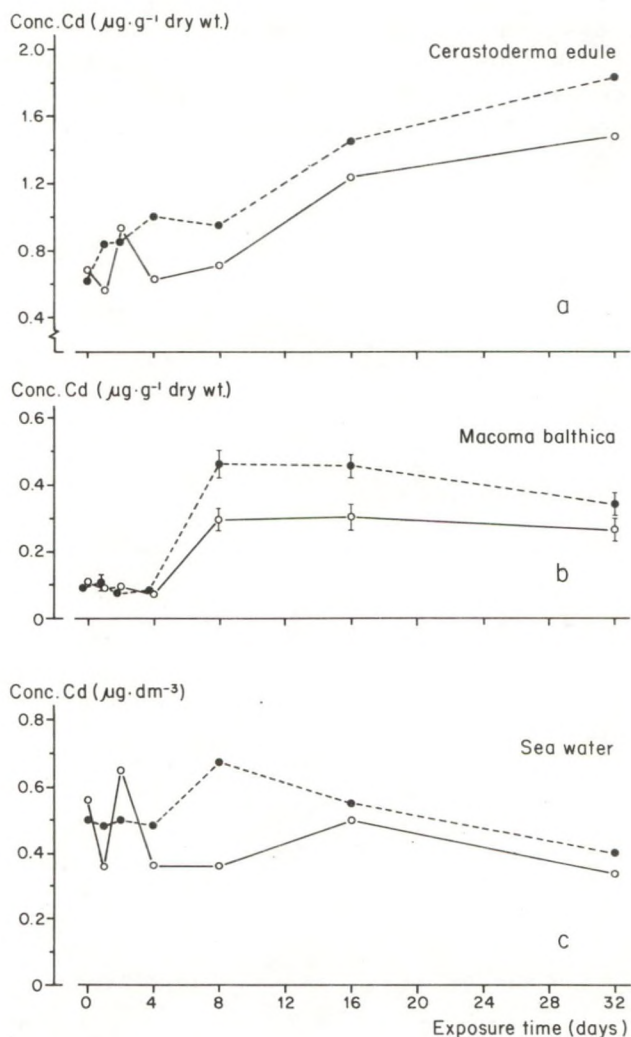 Conc. Cd (µg·g⁻¹ dry wt.)
Cerastoderma edule
2.0
1.6
1.2
0.8
0.4
a
Conc. Cd (µg·g⁻¹ dry wt.)
Macoma balthica
0.6
0.4
0.2
0
b
Conc. Cd (µg·dm⁻³)
Sea water
0.8
0.6
0.4
0.2
0
c
0 4 8 12 16 20 24 28 32
Exposure time (days)